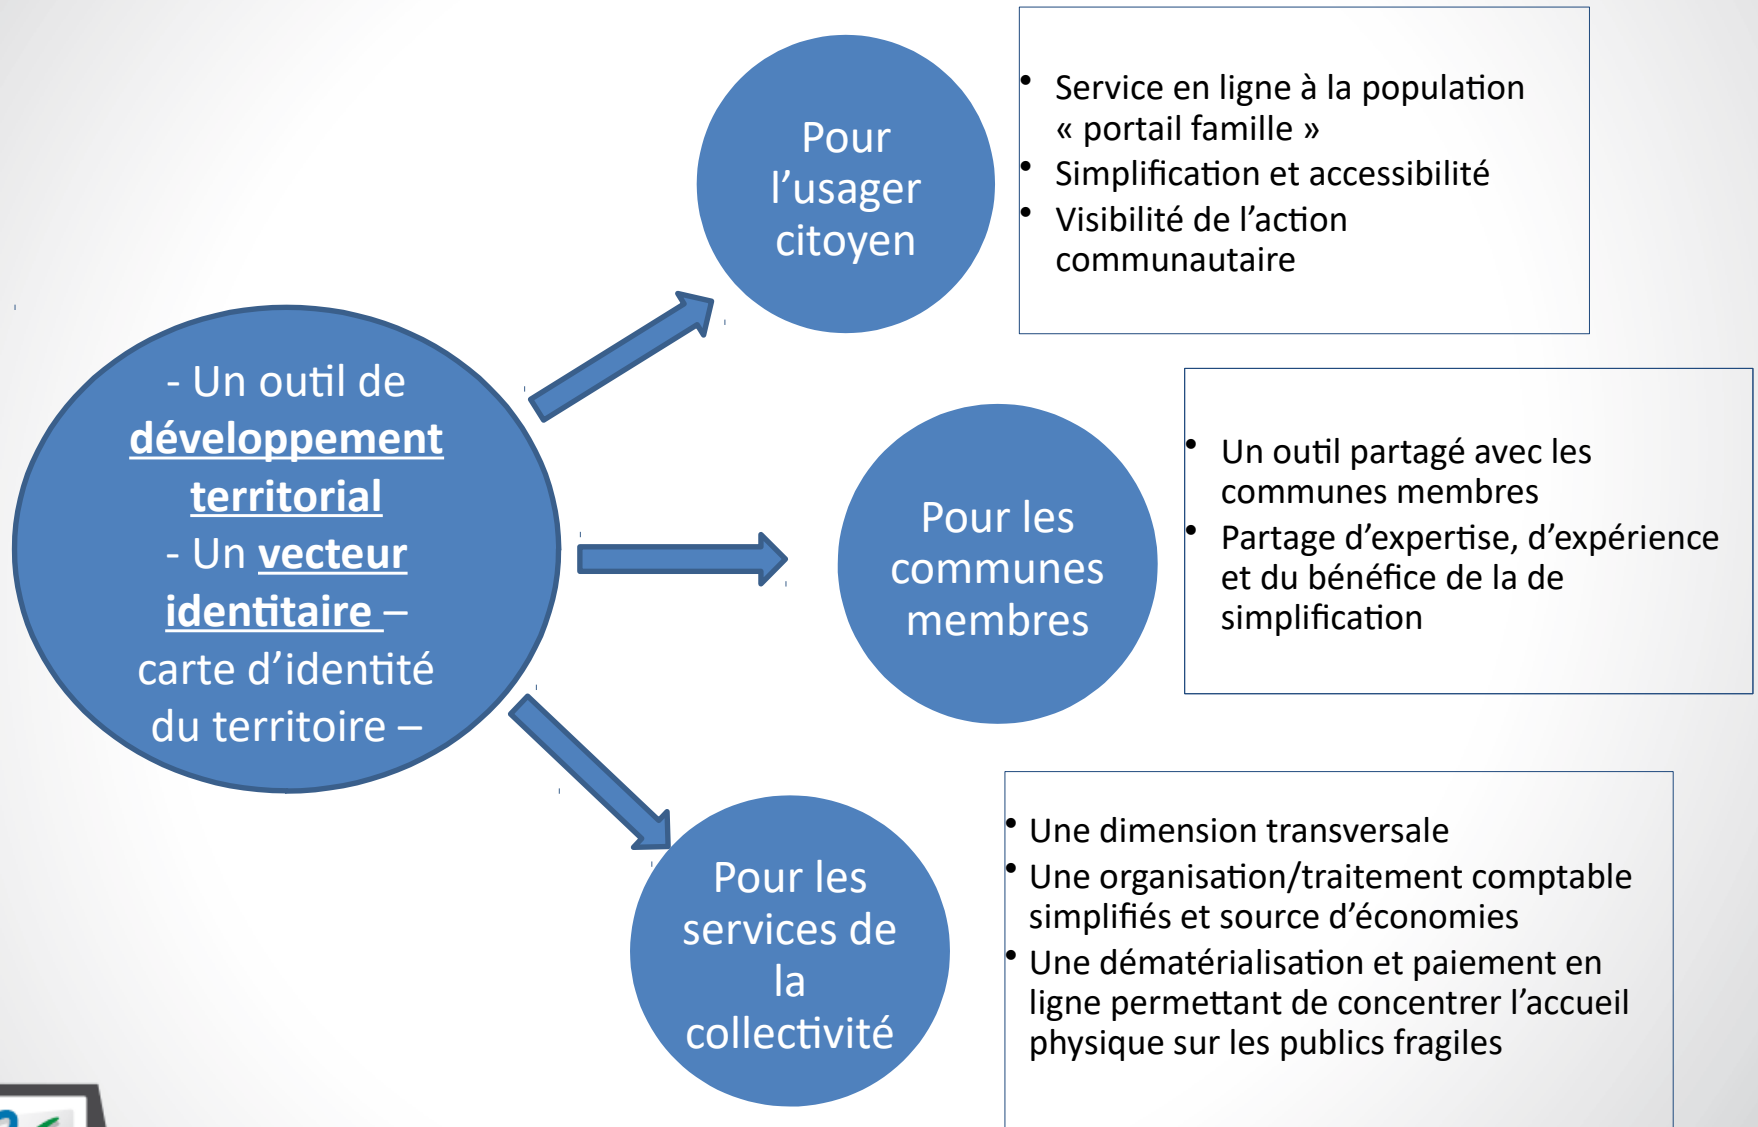 - Un outil de
développement
territorial
- Un vecteur
identitaire –
carte d’identité
du territoire –
Pour
l’usager
citoyen
• Service en ligne à la population
« portail famille »
• Simplification et accessibilité
• Visibilité de l’action
communautaire
Pour les
communes
membres
• Un outil partagé avec les
communes membres
• Partage d’expertise, d’expérience
et du bénéfice de la de
simplification
Pour les
services de
la
collectivité
• Une dimension transversale
• Une organisation/traitement comptable
simplifiés et source d’économies
• Une dématérialisation et paiement en
ligne permettant de concentrer l’accueil
physique sur les publics fragiles